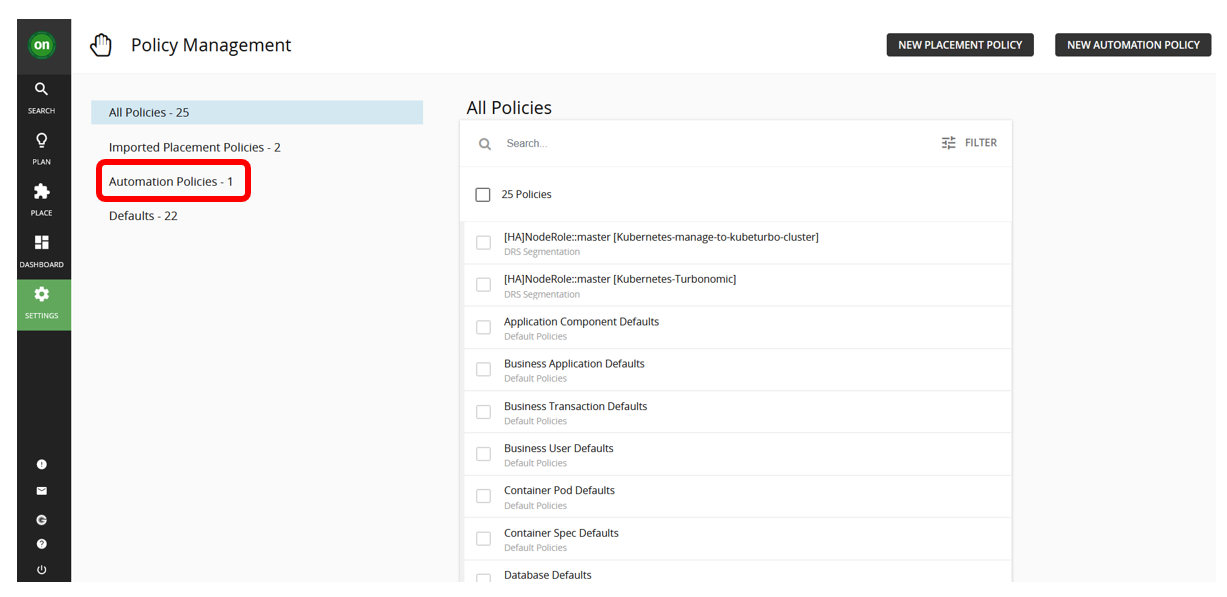 on
Policy Management
NEW PLACEMENT POLICY
NEW AUTOMATION POLICY
SEARCH
PLAN
PLACE
DASHBOARD
SETTINGS
All Policies - 25
Imported Placement Policies - 2
Automation Policies - 1
Defaults - 22
All Policies
Search...
FILTER
25 Policies
[HA]NodeRole::master [Kubernetes-manage-to-kubeturbo-cluster]
DRS Segmentation
[HA]NodeRole::master [Kubernetes-Turbonomic]
DRS Segmentation
Application Component Defaults
Default Policies
Business Application Defaults
Default Policies
Business Transaction Defaults
Default Policies
Business User Defaults
Default Policies
Container Pod Defaults
Default Policies
Container Spec Defaults
Default Policies
Database Defaults